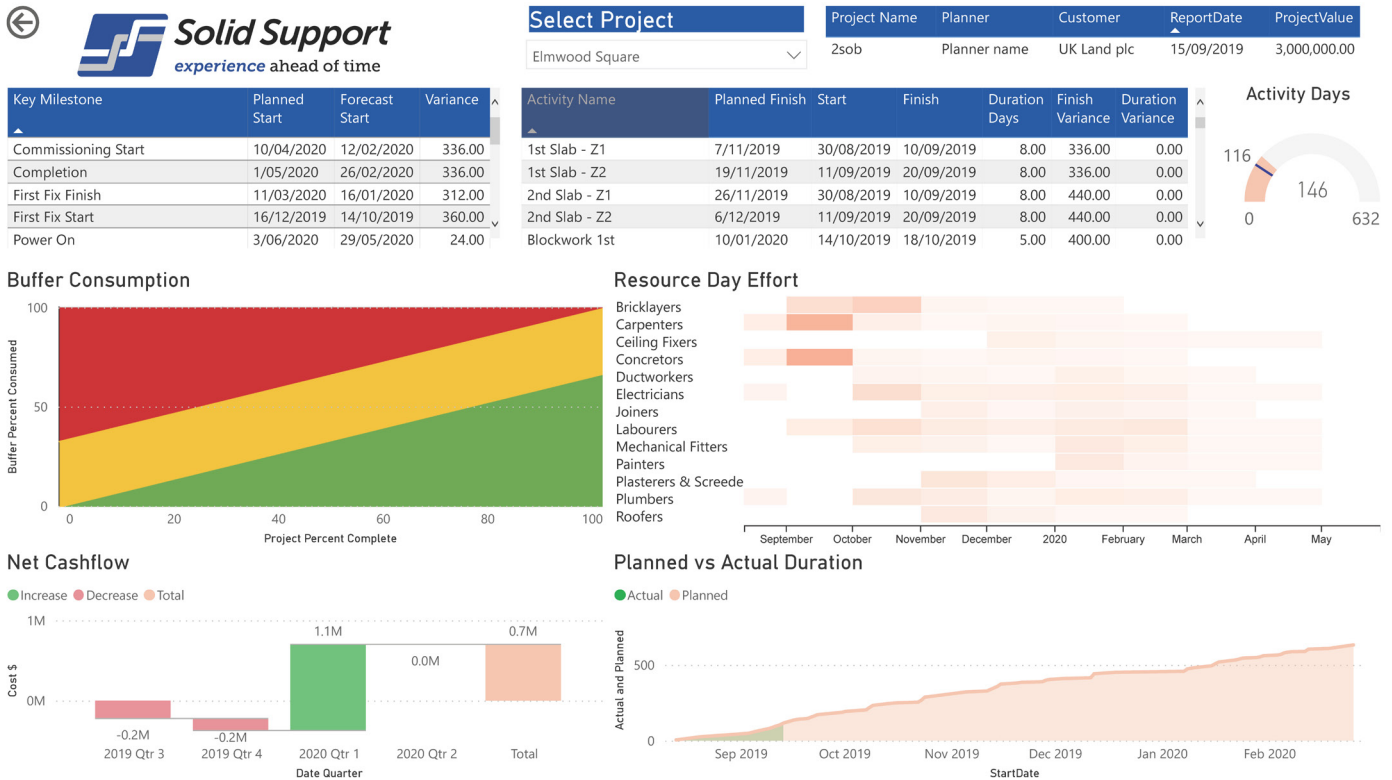 Solid Support
experience ahead of time
Select Project
Elmwood Square
Project Name Planner Customer ReportDate ProjectValue
2sob Planner name UK Land plc 15/09/2019 3,000,000.00
Key Milestone Planned Start Forecast Start Variance
Commissioning Start 10/04/2020 12/02/2020 336.00
Completion 1/05/2020 26/02/2020 336.00
First Fix Finish 11/03/2020 16/01/2020 312.00
First Fix Start 16/12/2019 14/10/2019 360.00
Power On 3/06/2020 29/05/2020 24.00
Activity Name Planned Finish Start Finish Duration Days Finish Variance Duration Variance
1st Slab - Z1 7/11/2019 30/08/2019 10/09/2019 8.00 336.00 0.00
1st Slab - Z2 19/11/2019 11/09/2019 20/09/2019 8.00 336.00 0.00
2nd Slab - Z1 26/11/2019 30/08/2019 10/09/2019 8.00 440.00 0.00
2nd Slab - Z2 6/12/2019 11/09/2019 20/09/2019 8.00 440.00 0.00
Blockwork 1st 10/01/2020 14/10/2019 18/10/2019 5.00 400.00 0.00
Activity Days
116
146
0 632
Buffer Consumption
Buffer Percent Consumed
100
50
0
0 20 40 60 80 100
Project Percent Complete
Resource Day Effort
Bricklayers
Carpenters
Ceiling Fixers
Concretors
Ductworkers
Electricians
Joiners
Labourers
Mechanical Fitters
Painters
Plasterers & Screede
Plumbers
Roofers
September October November December 2020 February March April May
Net Cashflow
Increase Decrease Total
Cost $
1M
0M
-0.2M
-0.2M
1.1M
0.0M
0.7M
2019 Qtr 3 2019 Qtr 4 2020 Qtr 1 2020 Qtr 2 Total
Date Quarter
Planned vs Actual Duration
Actual Planned
Actual and Planned
500
0
Sep 2019 Oct 2019 Nov 2019 Dec 2019 Jan 2020 Feb 2020
StartDate